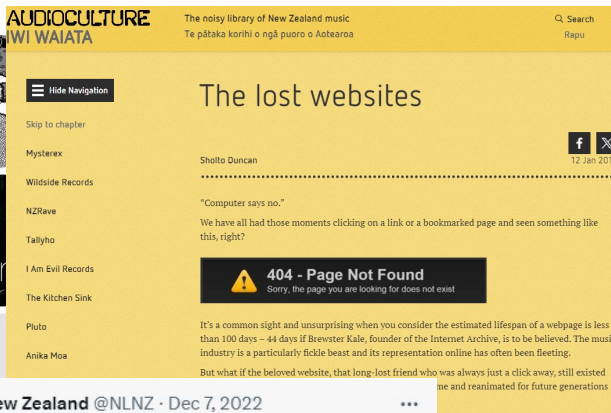 AUDIOCULTURE
IWI WAIATA
The noisy library of New Zealand music
Te pātaka korihi o ngā puoro o Aotearoa
Search
Rapu
Hide Navigation
Skip to chapter
Mysterex
Wildside Records
NZRave
Tallyho
I Am Evil Records
The Kitchen Sink
Pluto
Anika Moa
The lost websites
Sholto Duncan
12 Jan 201
"Computer says no."
We have all had those moments clicking on a link or a bookmarked page and seen something like
this, right?
404 - Page Not Found
Sorry, the page you are looking for does not exist
It's a common sight and unsurprising when you consider the estimated lifespan of a webpage is less
than 100 days – 44 days if Brewster Kale, founder of the Internet Archive, is to be believed. The musi
industry is a particularly fickle beast and its representation online has often been fleeting.
But what if the beloved website, that long-lost friend who was always just a click away, still existed
me and reanimated for future generations
ew Zealand @NLNZ · Dec 7, 2022